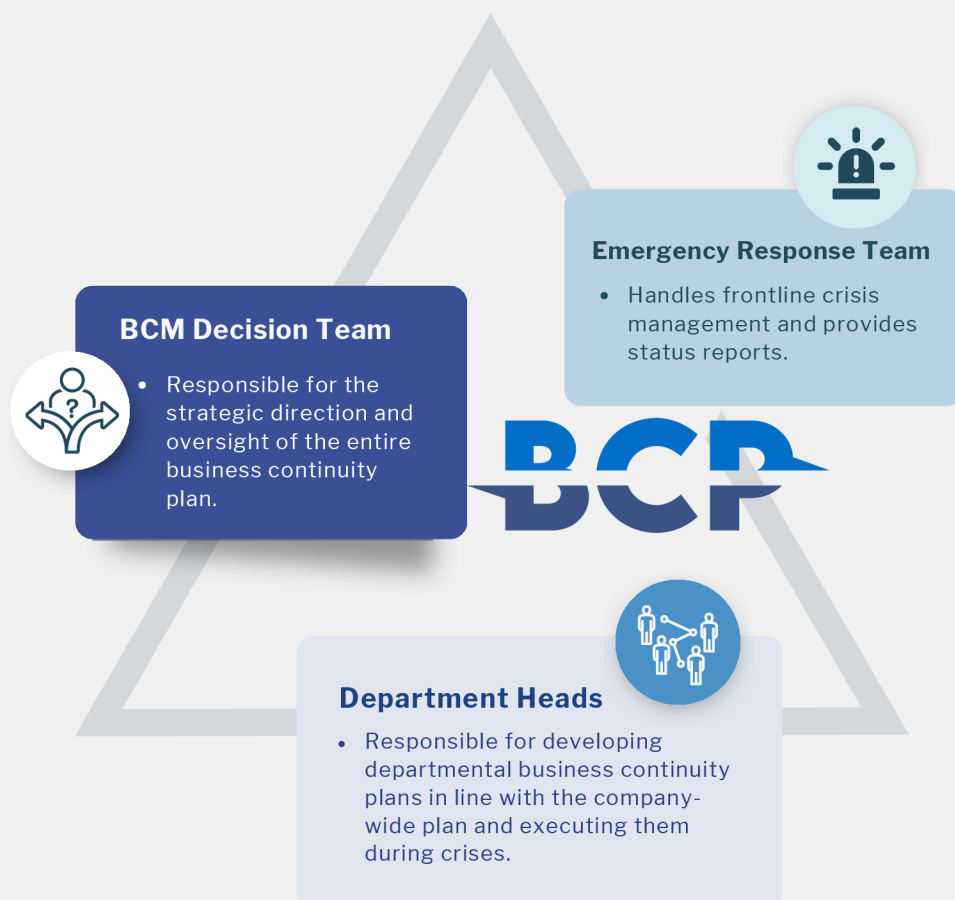 Emergency Response Team
• Handles frontline crisis
management and provides
status reports.
BCM Decision Team
• Responsible for the
strategic direction and
oversight of the entire
business continuity
plan.
?
BCP
Department Heads
• Responsible for developing
departmental business continuity
plans in line with the company-
wide plan and executing them
during crises.